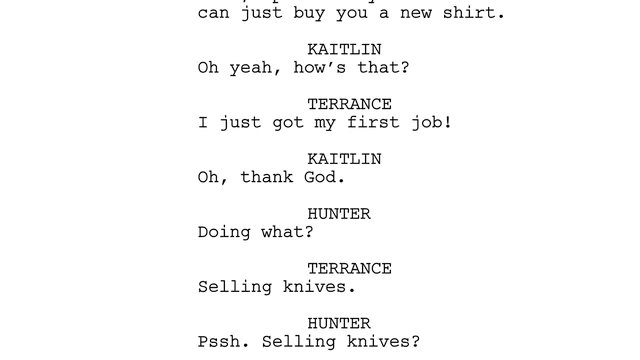 can just buy you a new shirt.
KAITLIN
Oh yeah, how’s that?
TERRANCE
I just got my first job!
KAITLIN
Oh, thank God.
HUNTER
Doing what?
TERRANCE
Selling knives.
HUNTER
Pssh. Selling knives?